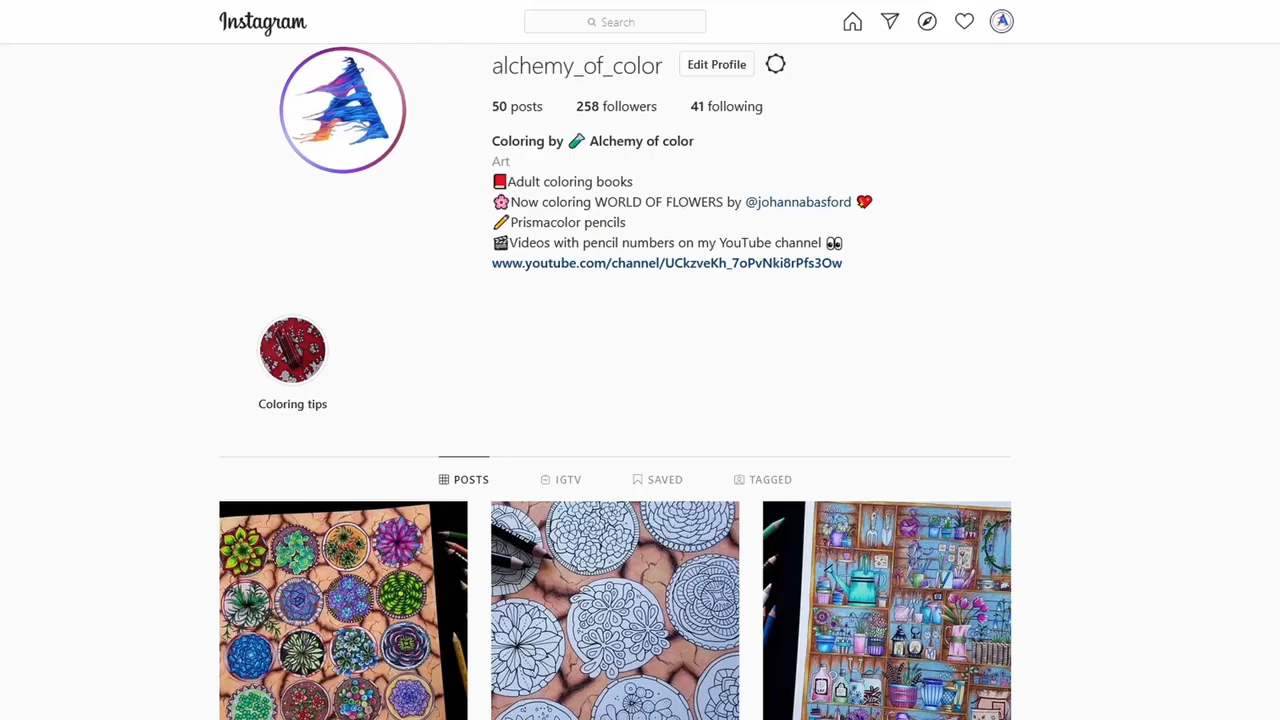 Instagram
Search
alchemy_of_color
Edit Profile
50 posts 258 followers 41 following
Coloring by 🧪 Alchemy of color
Art
📕Adult coloring books
🌸Now coloring WORLD OF FLOWERS by @johannabasford 💖
✏️Prismacolor pencils
🎬Videos with pencil numbers on my YouTube channel 👀
www.youtube.com/channel/UCkzveKh_7oPvNki8rPfs3Ow
Coloring tips
POSTS IGTV SAVED TAGGED